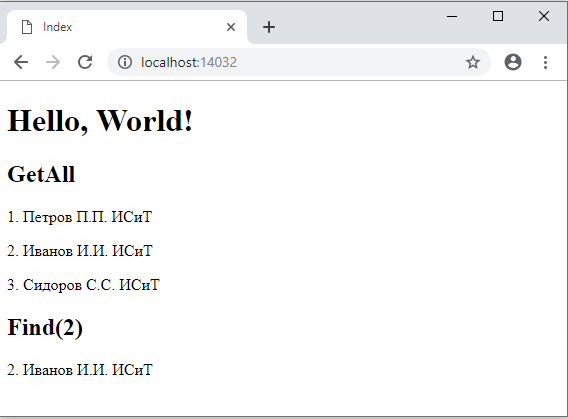 Index
localhost:14032
Hello, World!
GetAll
1. Петров П.П. ИСиТ
2. Иванов И.И. ИСиТ
3. Сидоров С.С. ИСиТ
Find(2)
2. Иванов И.И. ИСиТ